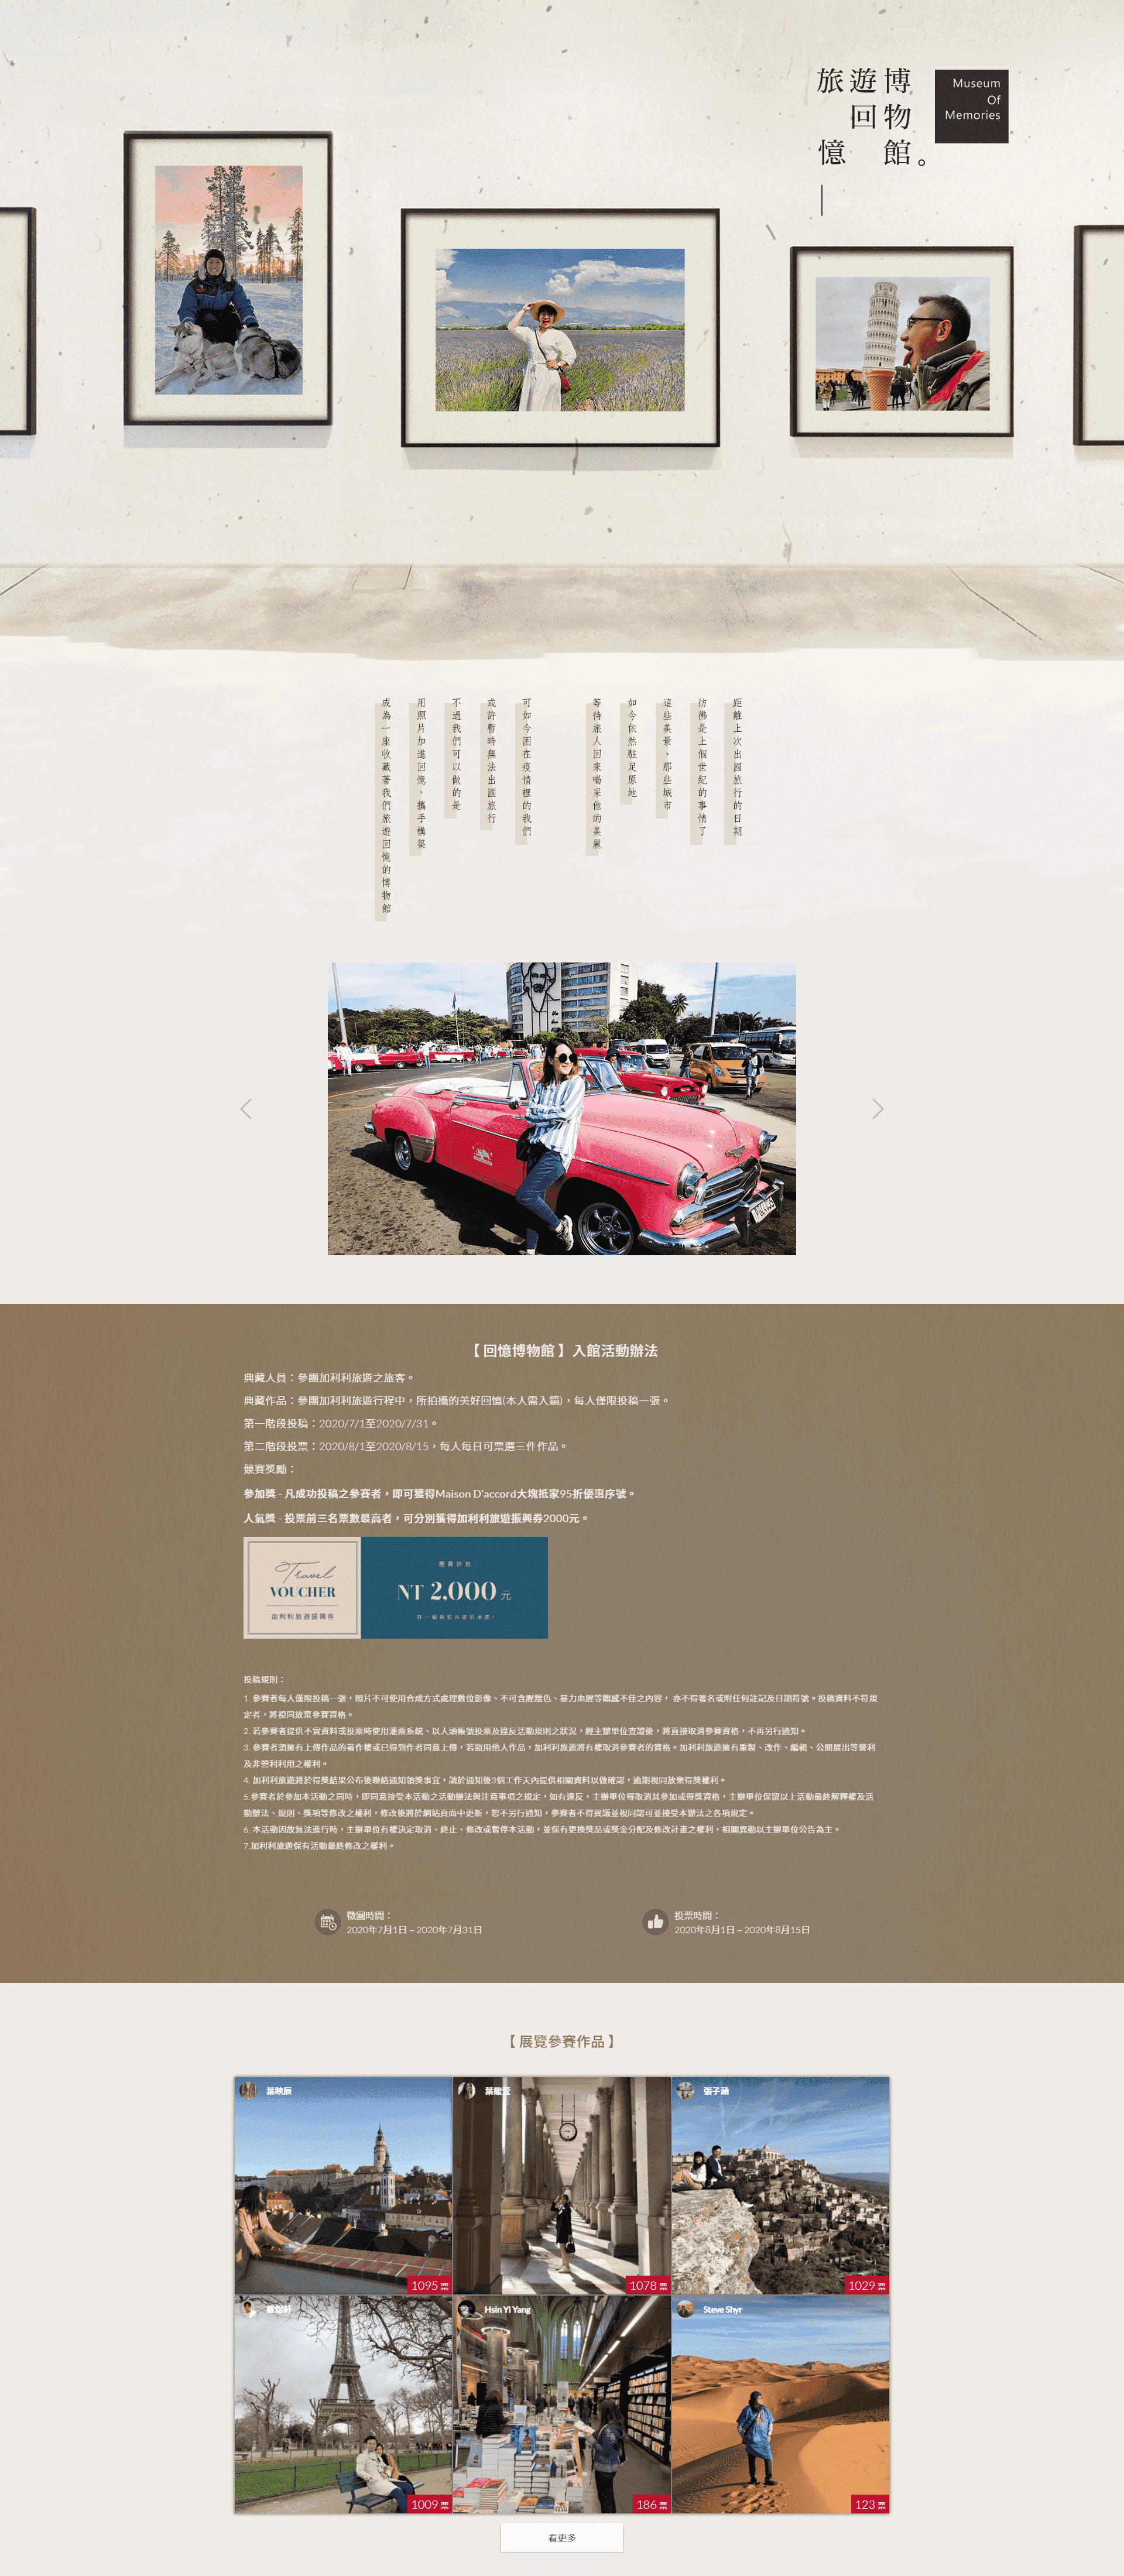 旅遊回憶
博物館。
Museum
Of
Memories
距離上次出國旅行的日期
彷彿是上個世紀的事情了
這些美景、那些城市
如今依然駐足原地
等待旅人回來喝采他的美麗
可如今困在疫情裡的我們
或許暫時無法出國旅行
不過我們可以做的是
用照片加進回憶，攜手構築
成為一座收藏著我們旅遊回憶的博物館
【 回憶博物館 】入館活動辦法
典藏人員：參團加利利旅遊之旅客。
典藏作品：參團加利利旅遊行程中，所拍攝的美好回憶(本人需入鏡)，每人僅限投稿一張。
第一階段投稿：2020/7/1至2020/7/31。
第二階段投票：2020/8/1至2020/8/15，每人每日可票選三件作品。
競賽獎勵：
參加獎 - 凡成功投稿之參賽者，即可獲得Maison D'accord大塊抵家95折優惠序號。
人氣獎 - 投票前三名票數最高者，可分別獲得加利利旅遊振興券2000元。
Travel
VOUCHER
加利利旅遊振興券
團費折抵
NT 2,000 元
投稿規則：
1. 參賽者每人僅限投稿一張，照片不可使用合成方式處理數位影像、不可含腥羶色、暴力血腥等觀感不佳之內容， 亦不得署名或附任何註記及日期符號。投稿資料不符規
定者，將視同放棄參賽資格。
2. 若參賽者提供不實資料或投票時使用灌票系統、以人頭帳號投票及違反活動規則之狀況，經主辦單位查證後，將直接取消參賽資格，不再另行通知。
3. 參賽者須擁有上傳作品的著作權或已得到作者同意上傳，若盜用他人作品，加利利旅遊將有權取消參賽者的資格。加利利旅遊擁有重製、改作、編輯、公開展出等營利
及非營利利用之權利。
4. 加利利旅遊將於得獎結果公布後聯絡通知領獎事宜，請於通知後3個工作天內提供相關資料以做確認，逾期視同放棄得獎權利。
5.參賽者於參加本活動之同時，即同意接受本活動之活動辦法與注意事項之規定，如有違反，主辦單位得取消其參加或得獎資格，主辦單位保留以上活動最終解釋權及活
動辦法、規則、獎項等修改之權利，修改後將於網站頁面中更新，恕不另行通知，參賽者不得異議並視同認可並接受本辦法之各項規定。
6. 本活動因故無法進行時，主辦單位有權決定取消、終止、修改或暫停本活動，並保有更換獎品或獎金分配及修改計畫之權利，相關異動以主辦單位公告為主。
7.加利利旅遊保有活動最終修改之權利。
徵圖時間：
2020年7月1日 ~ 2020年7月31日
投票時間：
2020年8月1日 ~ 2020年8月15日
【 展覽參賽作品 】
葉映辰
1095 票
葉馥萱
1078 票
張子涵
1029 票
1009 票
Hsin Yi Yang
186 票
Steve Shyr
123 票
看更多